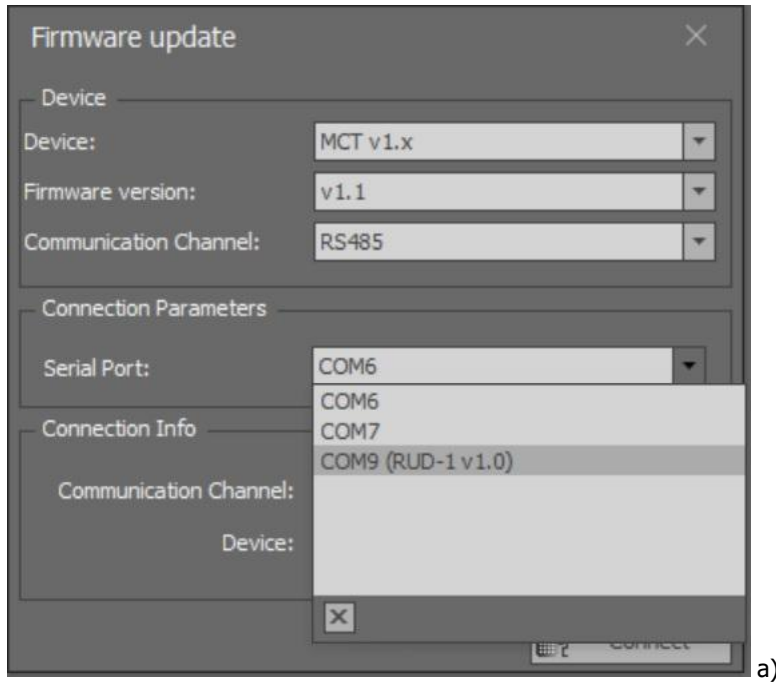 Firmware update
Device
Device: MCT v1.x
Firmware version: v1.1
Communication Channel: RS485
Connection Parameters
Serial Port: COM6
COM6
COM7
Connection Info
COM9 (RUD-1 v1.0)
Communication Channel:
Device:
Connect
a)